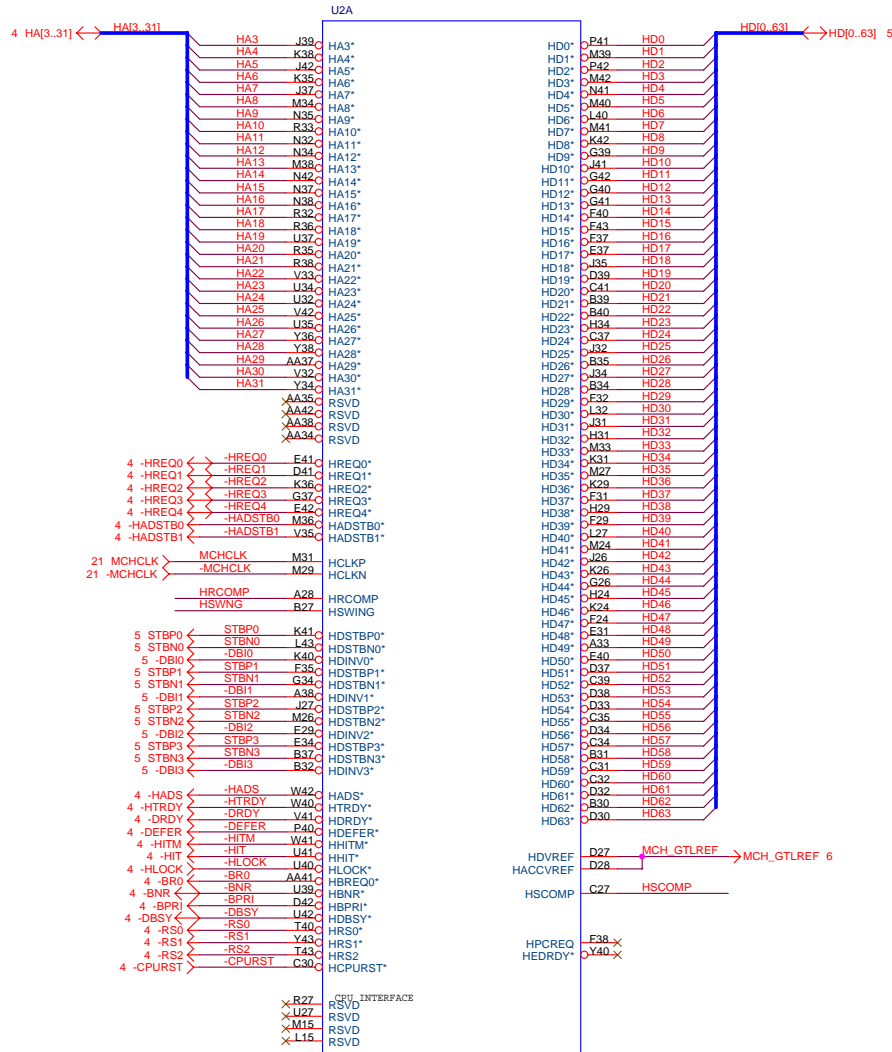 U2A
4 HA[3..31] HA[3..31]
HA3 J39 HA3*
HA4 K38 HA4*
HA5 J42 HA5*
HA6 K35 HA6*
HA7 J37 HA7*
HA8 M34 HA8*
HA9 N35 HA9*
HA10 R33 HA10*
HA11 N32 HA11*
HA12 N34 HA12*
HA13 M38 HA13*
HA14 N42 HA14*
HA15 N37 HA15*
HA16 N38 HA16*
HA17 R32 HA17*
HA18 R36 HA18*
HA19 U37 HA19*
HA20 R35 HA20*
HA21 R38 HA21*
HA22 V33 HA22*
HA23 U34 HA23*
HA24 U32 HA24*
HA25 V42 HA25*
HA26 U35 HA26*
HA27 Y36 HA27*
HA28 Y38 HA28*
HA29 AA37 HA29*
HA30 V32 HA30*
HA31 Y34 HA31*
AA35 RSVD
AA42 RSVD
AA38 RSVD
AA34 RSVD
4 -HREQ0 -HREQ0 E41 HREQ0*
4 -HREQ1 -HREQ1 D41 HREQ1*
4 -HREQ2 -HREQ2 K36 HREQ2*
4 -HREQ3 -HREQ3 G37 HREQ3*
4 -HREQ4 -HREQ4 E42 HREQ4*
4 -HADSTB0 -HADSTB0 M36 HADSTB0*
4 -HADSTB1 -HADSTB1 V35 HADSTB1*
21 MCHCLK MCHCLK M31 HCLKP
21 -MCHCLK -MCHCLK M29 HCLKN
HRCOMP A28 HRCOMP
HSWNG B27 HSWING
5 STBP0 STBP0 K41 HDSTBP0*
5 STBN0 STBN0 L43 HDSTBN0*
5 -DBI0 -DBI0 K40 HDINV0*
5 STBP1 STBP1 F35 HDSTBP1*
5 STBN1 STBN1 G34 HDSTBN1*
5 -DBI1 -DBI1 A38 HDINV1*
5 STBP2 STBP2 J27 HDSTBP2*
5 STBN2 STBN2 M26 HDSTBN2*
5 -DBI2 -DBI2 E29 HDINV2*
5 STBP3 STBP3 E34 HDSTBP3*
5 STBN3 STBN3 B37 HDSTBN3*
5 -DBI3 -DBI3 B32 HDINV3*
4 -HADS -HADS W42 HADS*
4 -HTRDY -HTRDY W40 HTRDY*
4 -DRDY -DRDY V41 HDRDY*
4 -DEFER -DEFER P40 HDEFER*
4 -HITM -HITM W41 HHITM*
4 -HIT -HIT U41 HHIT*
4 -HLOCK -HLOCK U40 HLOCK*
4 -BR0 -BR0 AA41 HBREQ0*
4 -BNR -BNR U39 HBNR*
4 -BPRI -BPRI D42 HBPRI*
4 -DBSY -DBSY U42 HDBSY*
4 -RS0 -RS0 T40 HRS0*
4 -RS1 -RS1 Y43 HRS1*
4 -RS2 -RS2 T43 HRS2
4 -CPURST -CPURST C30 HCPURST*
CPU INTERFACE
R27 RSVD
U27 RSVD
M15 RSVD
L15 RSVD
HD[0..63] HD[0..63] 5
HD0* P41 HD0
HD1* M39 HD1
HD2* P42 HD2
HD3* M42 HD3
HD4* N41 HD4
HD5* M40 HD5
HD6* L40 HD6
HD7* M41 HD7
HD8* K42 HD8
HD9* G39 HD9
HD10* J41 HD10
HD11* G42 HD11
HD12* G40 HD12
HD13* G41 HD13
HD14* F40 HD14
HD15* F43 HD15
HD16* F37 HD16
HD17* E37 HD17
HD18* J35 HD18
HD19* D39 HD19
HD20* C41 HD20
HD21* B39 HD21
HD22* B40 HD22
HD23* H34 HD23
HD24* C37 HD24
HD25* J32 HD25
HD26* B35 HD26
HD27* J34 HD27
HD28* B34 HD28
HD29* F32 HD29
HD30* L32 HD30
HD31* J31 HD31
HD32* H31 HD32
HD33* M33 HD33
HD34* K31 HD34
HD35* M27 HD35
HD36* K29 HD36
HD37* F31 HD37
HD38* H29 HD38
HD39* F29 HD39
HD40* L27 HD40
HD41* M24 HD41
HD42* J26 HD42
HD43* K26 HD43
HD44* G26 HD44
HD45* H24 HD45
HD46* K24 HD46
HD47* F24 HD47
HD48* E31 HD48
HD49* A33 HD49
HD50* E40 HD50
HD51* D37 HD51
HD52* C39 HD52
HD53* D38 HD53
HD54* D33 HD54
HD55* C35 HD55
HD56* D34 HD56
HD57* C34 HD57
HD58* B31 HD58
HD59* C31 HD59
HD60* C32 HD60
HD61* D32 HD61
HD62* B30 HD62
HD63* D30 HD63
HDVREF D27 MCH_GTLREF MCH_GTLREF 6
HACCVREF D28
HSCOMP C27 HSCOMP
HPCREQ F38
HEDRDY* Y40